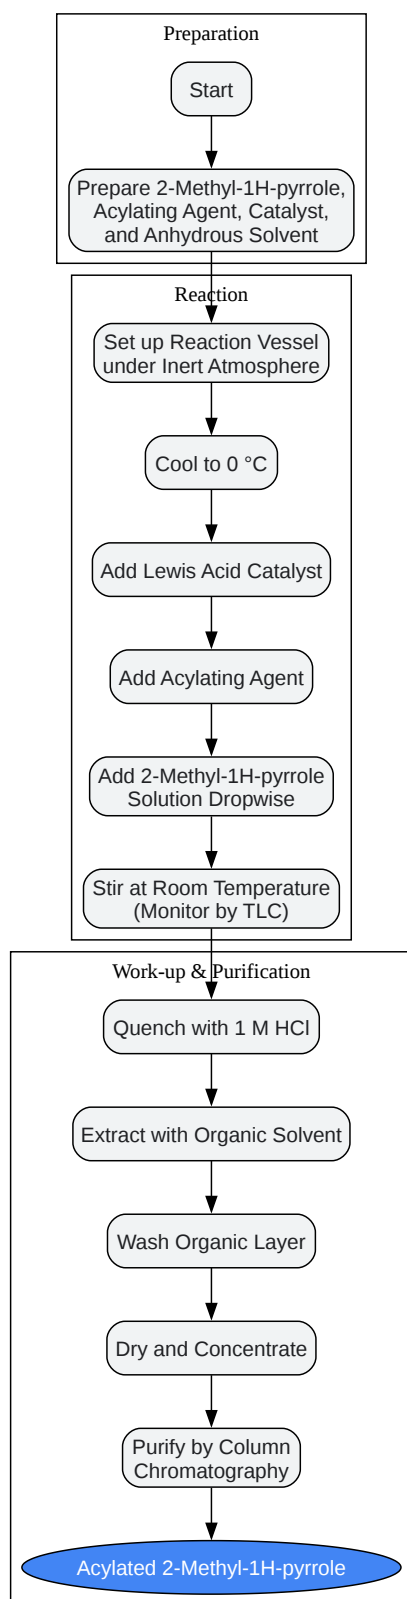 Preparation
Start
Prepare 2-Methyl-1H-pyrrole,
Acylating Agent, Catalyst,
and Anhydrous Solvent
Reaction
Set up Reaction Vessel
under Inert Atmosphere
Cool to 0 °C
Add Lewis Acid Catalyst
Add Acylating Agent
Add 2-Methyl-1H-pyrrole
Solution Dropwise
Stir at Room Temperature
(Monitor by TLC)
Work-up & Purification
Quench with 1 M HCl
Extract with Organic Solvent
Wash Organic Layer
Dry and Concentrate
Purify by Column
Chromatography
Acylated 2-Methyl-1H-pyrrole